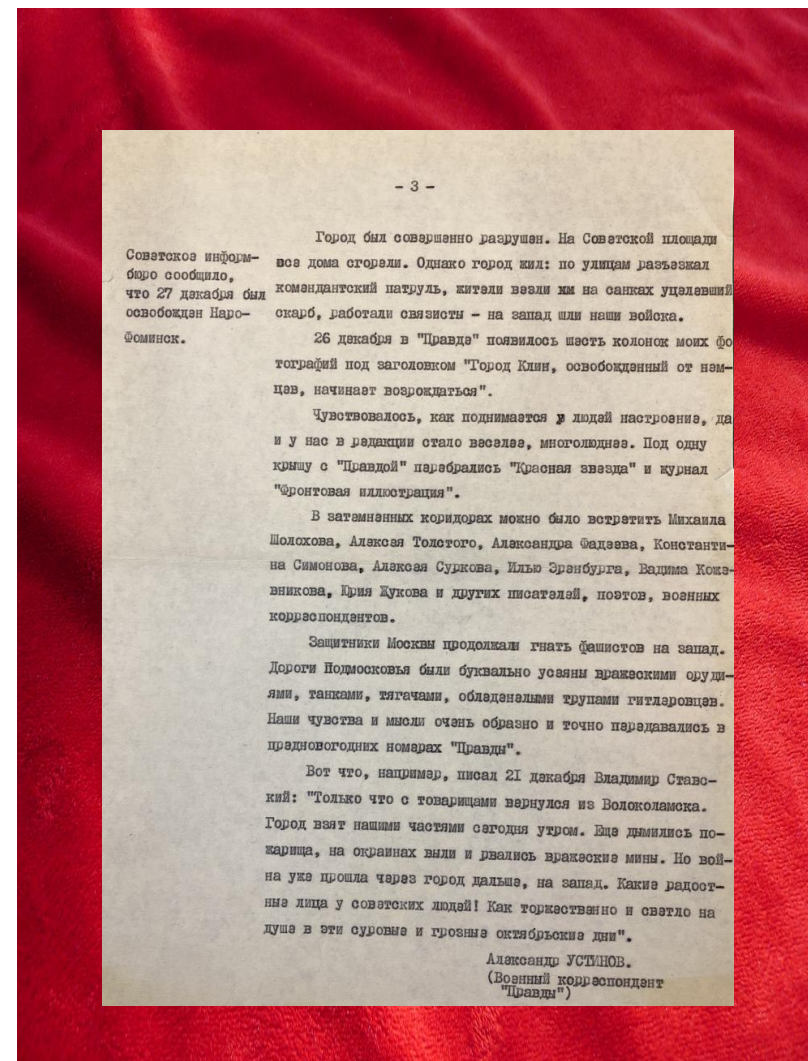 - 3 -
Советское информ-
бюро сообщило,
что 27 декабря был
освобожден Наро-
Фоминск.
Город был совершенно разрушен. На Советской площади
все дома сгорели. Однако город жил: по улицам разъезжал
комендантский патруль, жители везли на санках уцелевший
скарб, работали связисты - на запад шли наши войска.
26 декабря в "Правде" появилось шесть колонок моих фо
тографий под заголовком "Город Клин, освобожденный от нем-
цев, начинает возрождаться".
Чувствовалось, как поднимается у людей настроение, да
и у нас в редакции стало веселее, многолюднее. Под одну
крышу с "Правдой" перебрались "Красная звезда" и журнал
"Фронтовая иллюстрация".
В затемненных коридорах можно было встретить Михаила
Шолохова, Алексея Толстого, Александра Фадеева, Константи-
на Симонова, Алексея Суркова, Илью Эренбурга, Вадима Коже-
вникова, Юрия Жукова и других писателей, поэтов, военных
корреспондентов.
Защитники Москвы продолжали гнать фашистов на запад.
Дороги Подмосковья были буквально усеяны вражескими оруди-
ями, танками, тягачами, обледенелыми трупами гитлеровцев.
Наши чувства и мысли очень образно и точно передавались в
предновогодних номерах "Правды".
Вот что, например, писал 21 декабря Владимир Ставс-
кий: "Только что с товарищами вернулся из Волоколамска.
Город взят нашими частями сегодня утром. Еще дымились по-
жарища, на окраинах выли и рвались вражеские мины. Но вой-
на уже прошла через город дальше, на запад. Какие радост-
ные лица у советских людей! Как торжественно и светло на
душе в эти суровые и грозные октябрьские дни".
Александр УСТИНОВ.
(Военный корреспондент
"Правды")